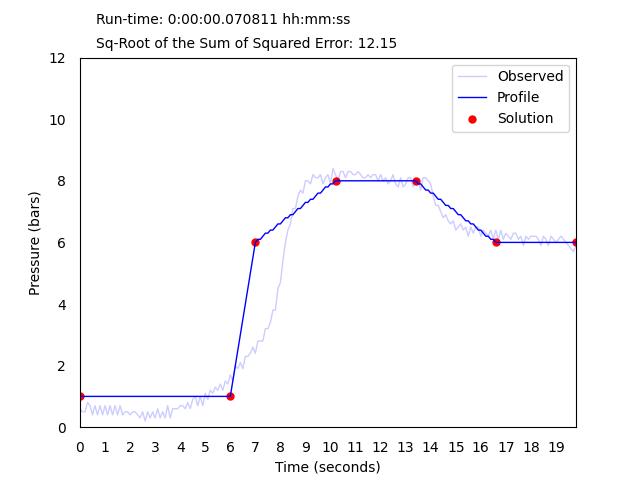 Run-time: 0:00:00.070811 hh:mm:ss
Sq-Root of the Sum of Squared Error: 12.15
Observed
Profile
Solution
12
10
8
6
4
2
0
Pressure (bars)
0 1 2 3 4 5 6 7 8 9 10 11 12 13 14 15 16 17 18 19
Time (seconds)